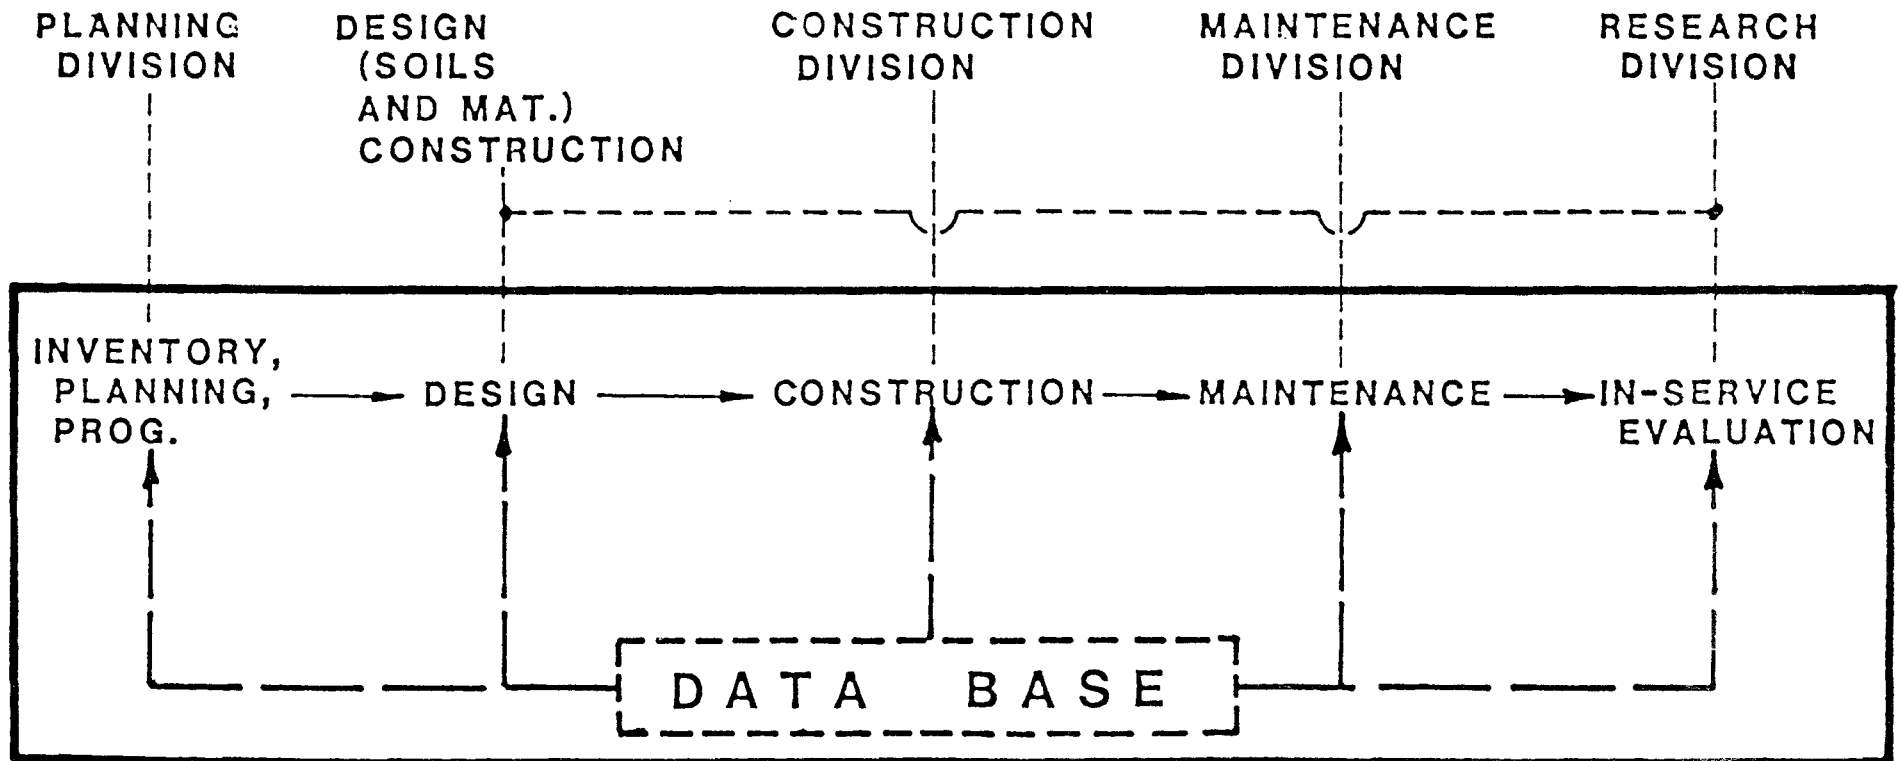 PLANNING
DIVISION
DESIGN
(SOILS
AND MAT.)
CONSTRUCTION
CONSTRUCTION
DIVISION
MAINTENANCE
DIVISION
RESEARCH
DIVISION
INVENTORY,
PLANNING,
PROG.
DESIGN
CONSTRUCTION
MAINTENANCE
IN-SERVICE
EVALUATION
DATA BASE